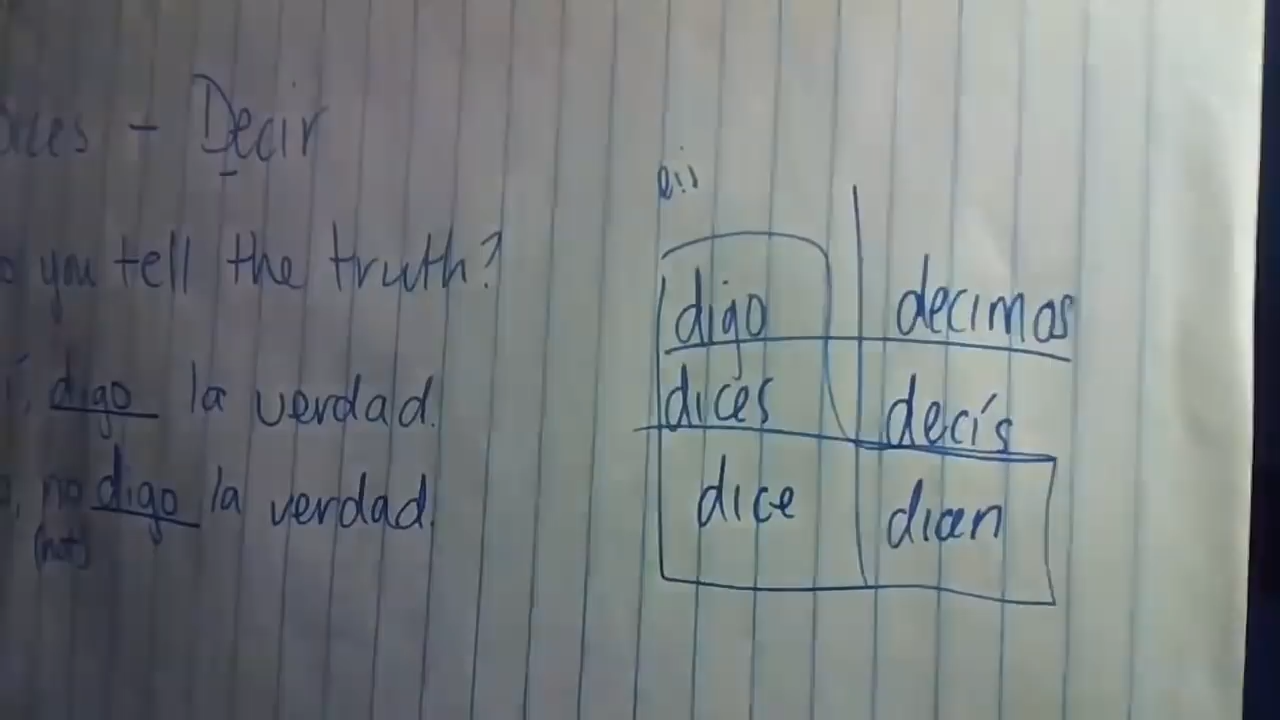 Dices - Decir
you tell the truth?
digo la verdad.
no digo la verdad.
(not)
e:i
digo decimos
dices decís
dice dicen